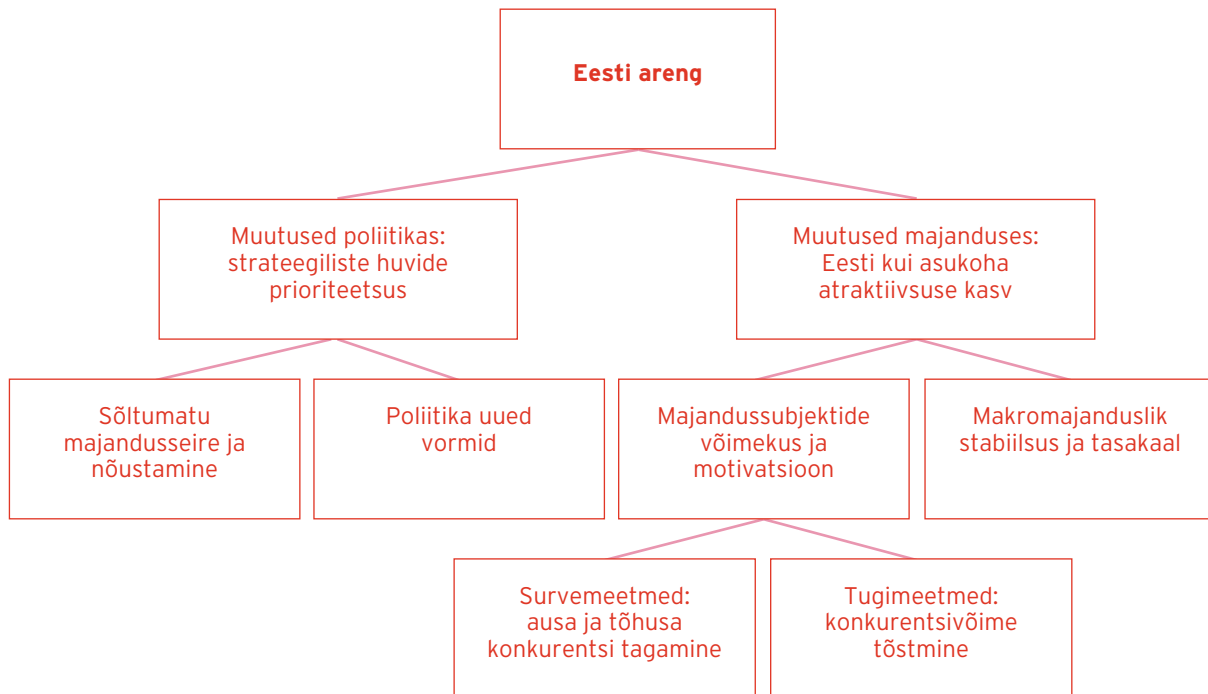 Eesti areng
Muutused poliitikas:
strateegiliste huvide
prioriteetsus
Muutused majanduses:
Eesti kui asukoha
atraktiivsuse kasv
Sõltumatu
majandusseire ja
nõustamine
Poliitika uued
vormid
Majandussubjektide
võimekus ja
motivatsioon
Makromajanduslik
stabiilsus ja tasakaal
Survemeetmed:
ausa ja tõhusa
konkurentsi tagamine
Tugimeetmed:
konkurentsivõime
tõstmine